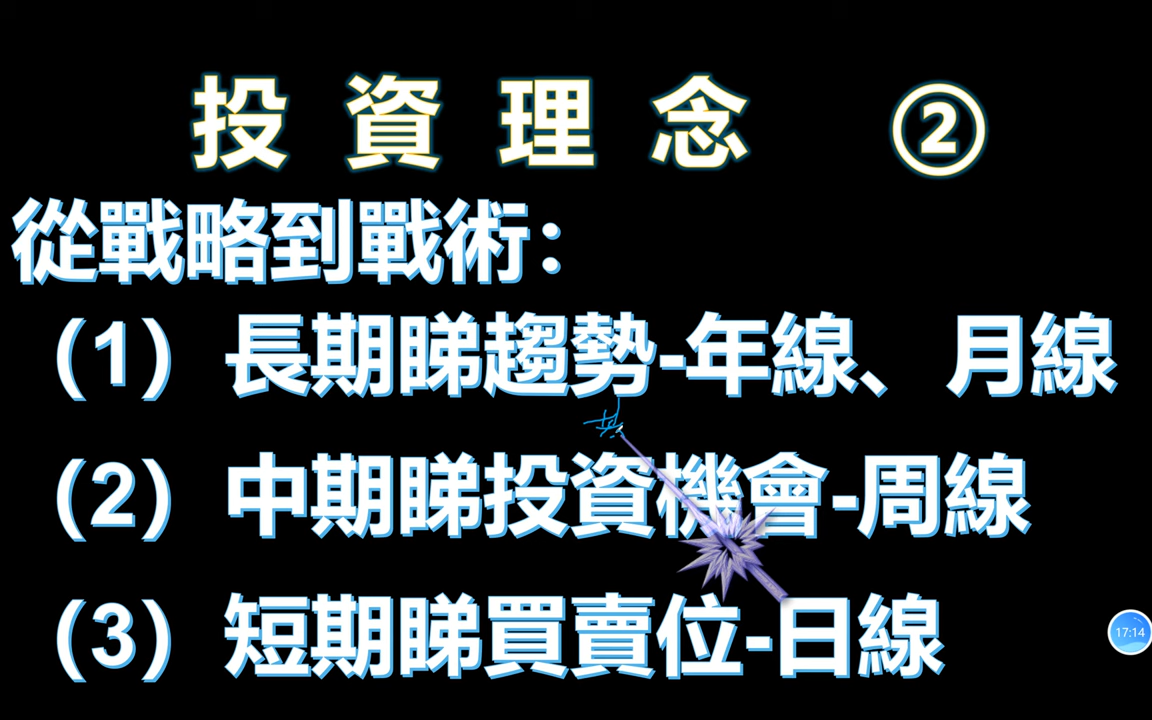 投資理念 ②
從戰略到戰術：
（1）長期睇趨勢-年線、月線
（2）中期睇投資機會-周線
（3）短期睇買賣位-日線
17:14